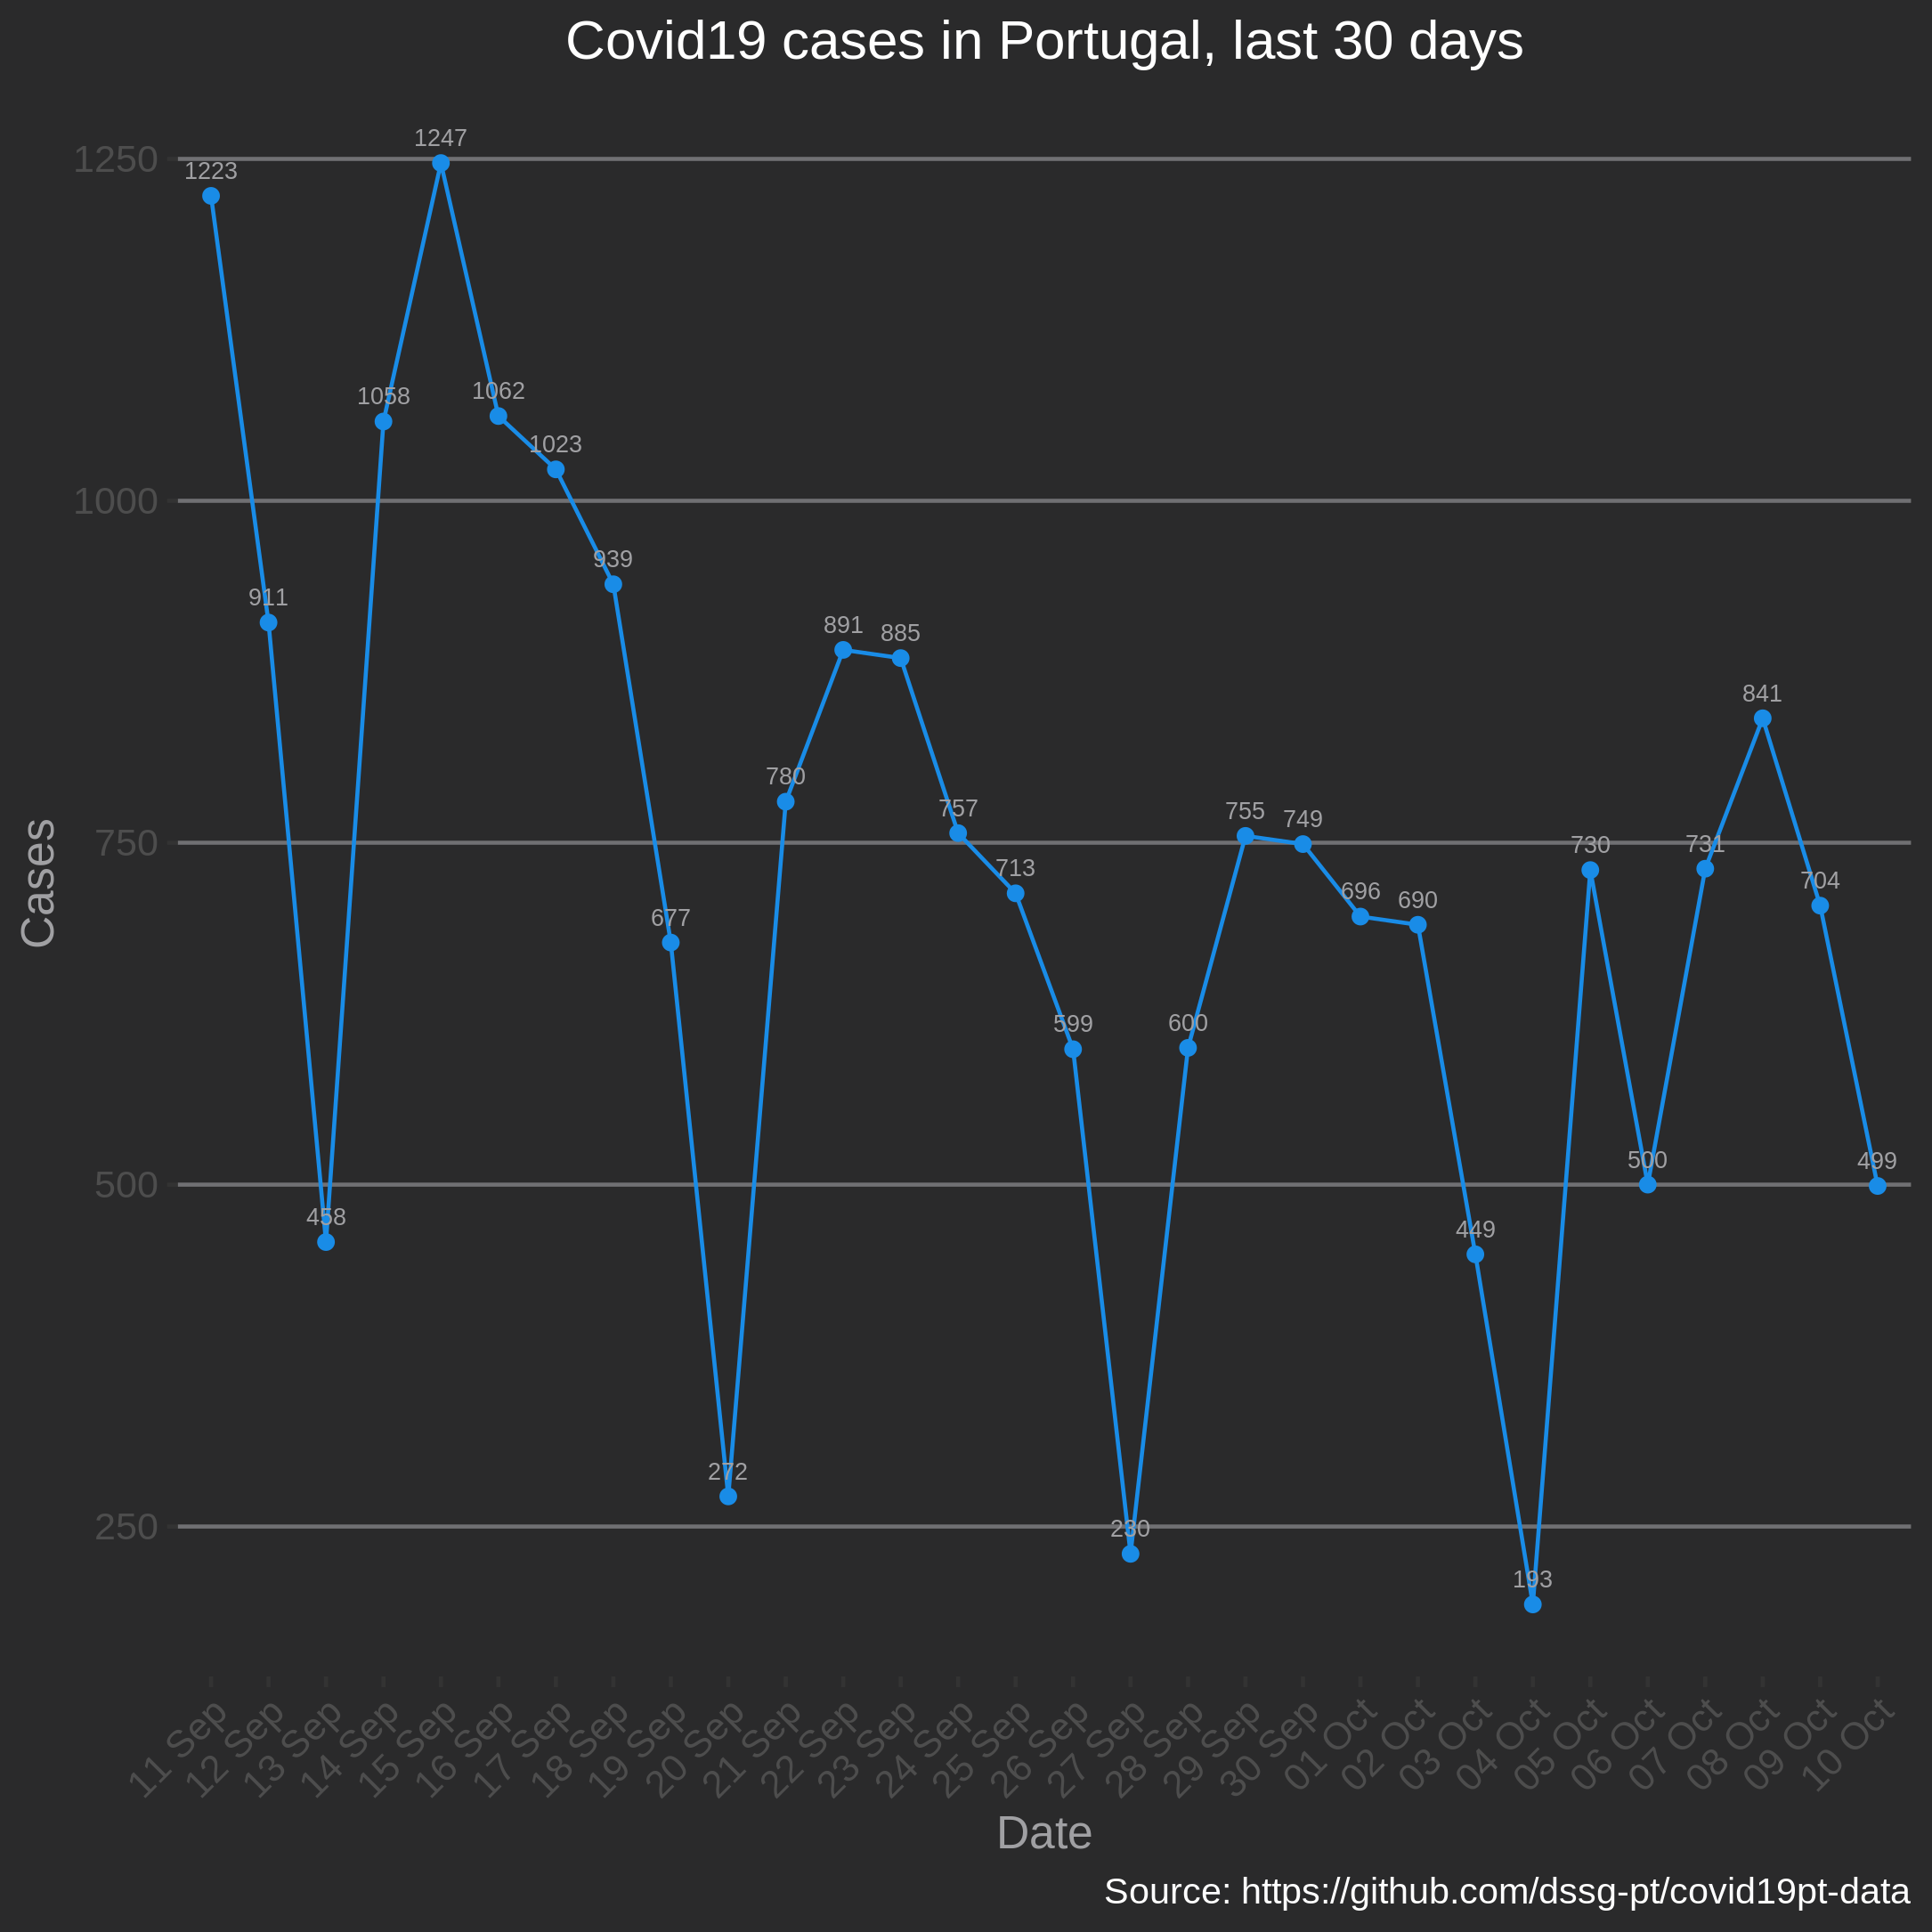 Covid19 cases in Portugal, last 30 days
1250
1000
750
500
250
Cases
1223
911
458
1058
1247
1062
1023
939
677
272
780
891
885
757
713
599
230
600
755
749
696
690
449
193
730
500
731
841
704
499
11 Sep
12 Sep
13 Sep
14 Sep
15 Sep
16 Sep
17 Sep
18 Sep
19 Sep
20 Sep
21 Sep
22 Sep
23 Sep
24 Sep
25 Sep
26 Sep
27 Sep
28 Sep
29 Sep
30 Sep
01 Oct
02 Oct
03 Oct
04 Oct
05 Oct
06 Oct
07 Oct
08 Oct
09 Oct
10 Oct
Date
Source: https://github.com/dssg-pt/covid19pt-data